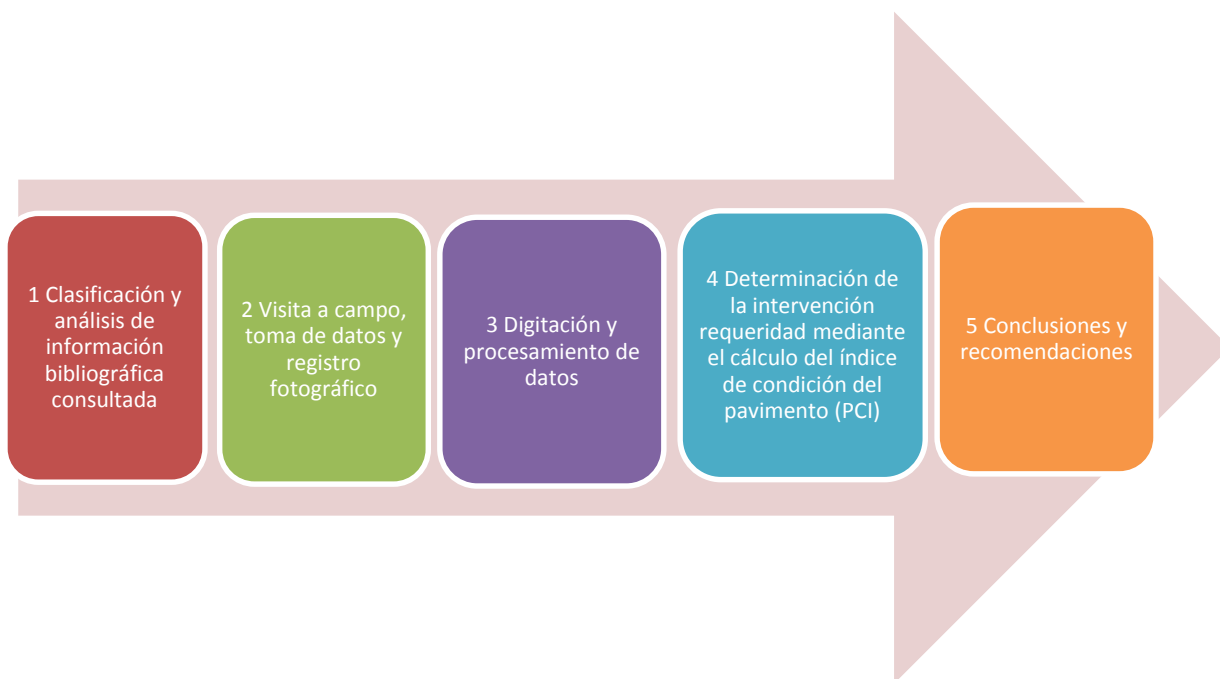 1 Clasificación y
análisis de
información
bibliográfica
consultada
2 Visita a campo,
toma de datos y
registro
fotográfico
3 Digitación y
procesamiento de
datos
4 Determinación de
la intervención
requeridad mediante
el cálculo del índice
de condición del
pavimento (PCI)
5 Conclusiones y
recomendaciones